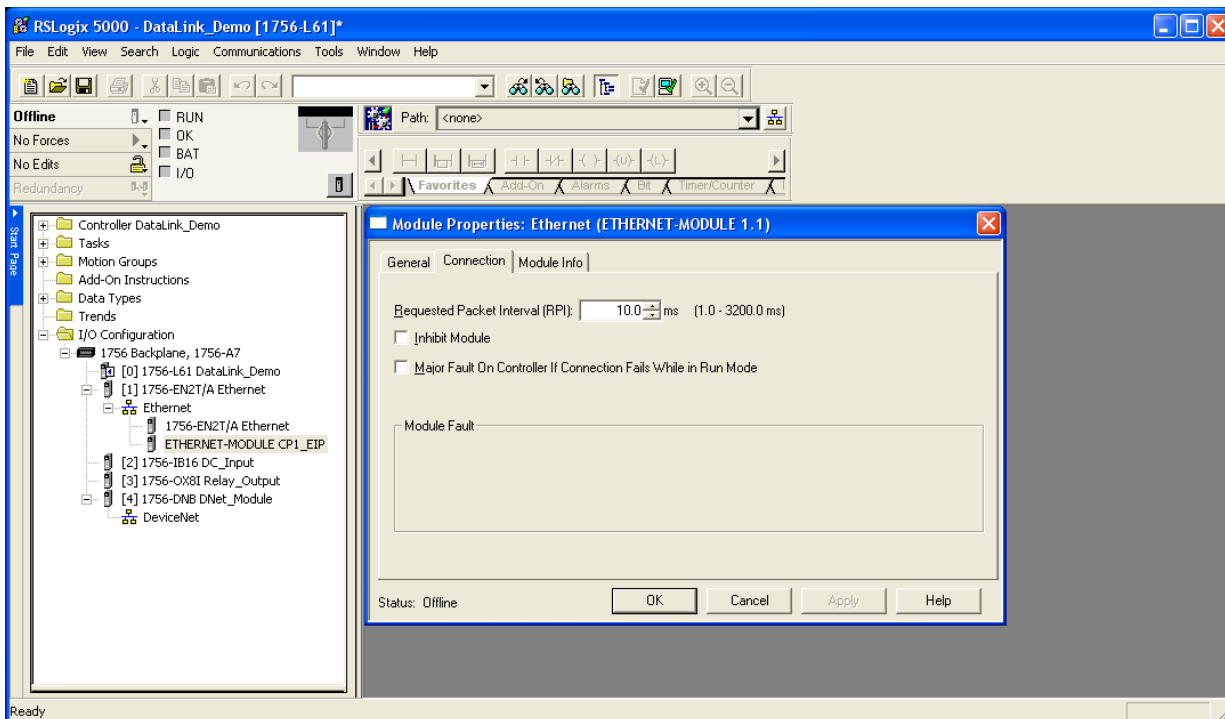 RSLogix 5000 - DataLink_Demo [1756-L61]*
File Edit View Search Logic Communications Tools Window Help
Offline
RUN
No Forces
OK
No Edits
BAT
Redundancy
I/O
Path: <none>
-(U)-
-(L)-
Favorites Add-On Alarms Bit Timer/Counter
Start Page
Controller DataLink_Demo
Tasks
Motion Groups
Add-On Instructions
Data Types
Trends
I/O Configuration
1756 Backplane, 1756-A7
[0] 1756-L61 DataLink_Demo
[1] 1756-EN2T/A Ethernet
Ethernet
1756-EN2T/A Ethernet
ETHERNET-MODULE CP1_EIP
[2] 1756-IB16 DC_Input
[3] 1756-OX8I Relay_Output
[4] 1756-DNB DNet_Module
DeviceNet
Module Properties: Ethernet (ETHERNET-MODULE 1.1)
General Connection Module Info
Requested Packet Interval (RPI): 10.0 ms (1.0 - 3200.0 ms)
Inhibit Module
Major Fault On Controller If Connection Fails While in Run Mode
Module Fault
Status: Offline
OK Cancel Apply Help
Ready